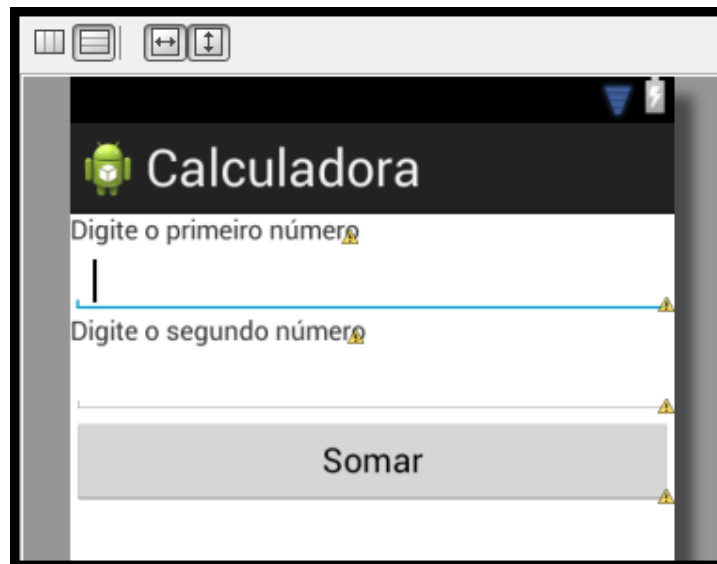 Calculadora
Digite o primeiro número
Digite o segundo número
Somar